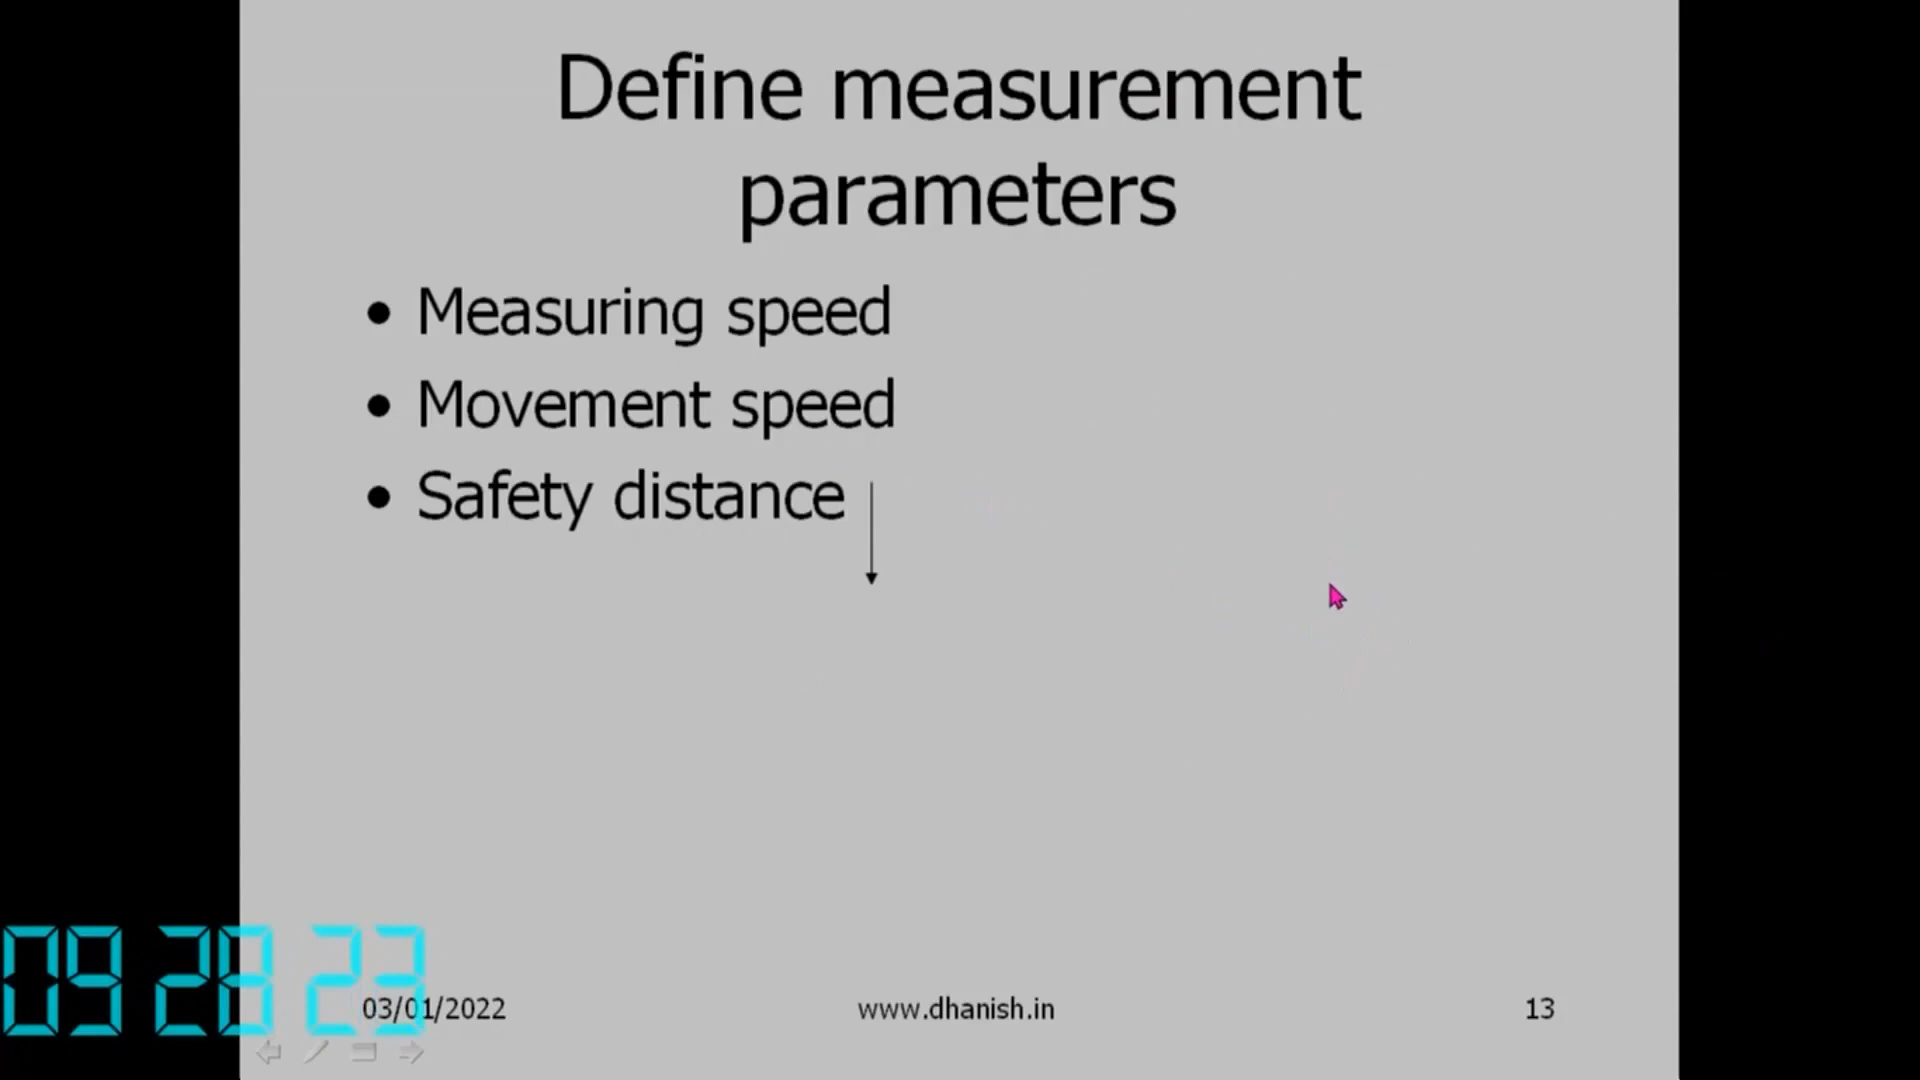 Define measurement
parameters
• Measuring speed
• Movement speed
• Safety distance
09 28 23
03/01/2022
www.dhanish.in
13